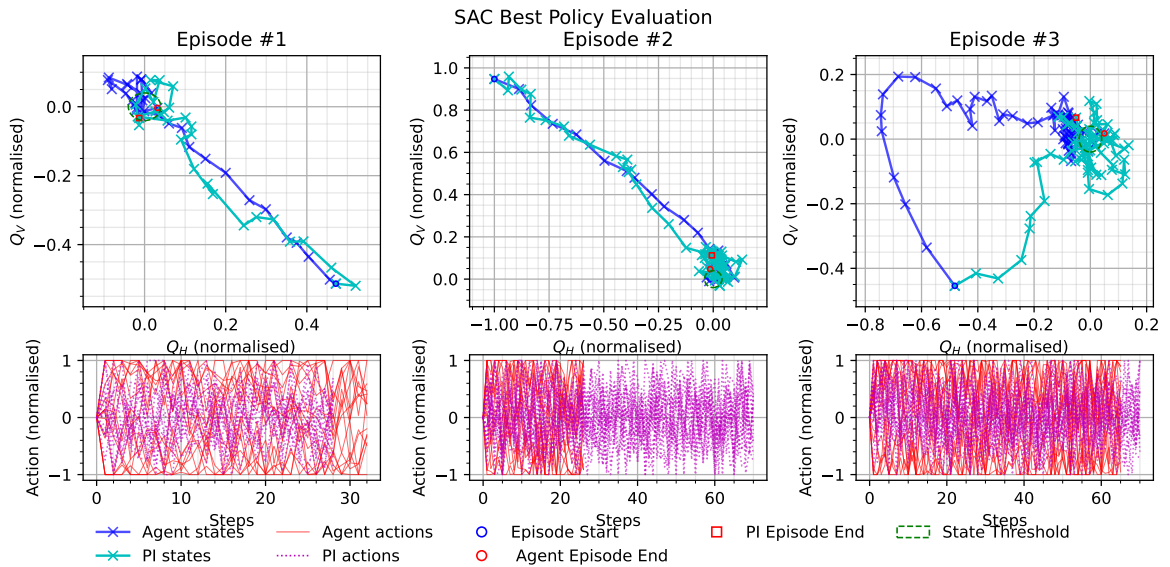 SAC Best Policy Evaluation
Episode #1
Episode #2
Episode #3
Q_V (normalised)
0.0
−0.2
−0.4
0.0
0.2
0.4
Q_H (normalised)
Q_V (normalised)
1.0
0.8
0.6
0.4
0.2
0.0
−1.00
−0.75
−0.50
−0.25
0.00
Q_H (normalised)
Q_V (normalised)
0.2
0.0
−0.2
−0.4
−0.8
−0.6
−0.4
−0.2
0.0
0.2
Q_H (normalised)
Action (normalised)
1
0
−1
0
10
20
30
Steps
Action (normalised)
1
0
−1
0
20
40
60
Steps
Action (normalised)
1
0
−1
0
20
40
60
Steps
Agent states
Agent actions
Episode Start
PI Episode End
State Threshold
PI states
PI actions
Agent Episode End